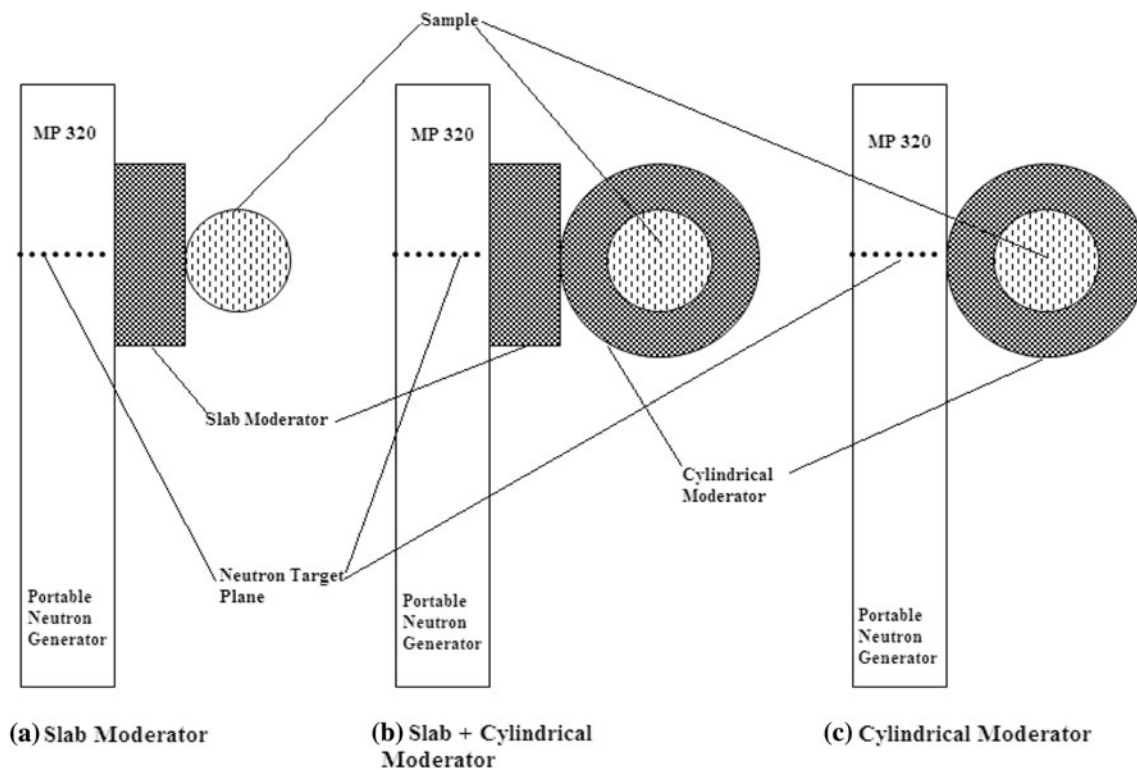 Sample
MP 320
MP 320
MP 320
Slab Moderator
Cylindrical
Moderator
Neutron Target
Plane
Portable
Neutron
Generator
Portable
Neutron
Generator
Portable
Neutron
Generator
(a) Slab Moderator
(b) Slab + Cylindrical
Moderator
(c) Cylindrical Moderator